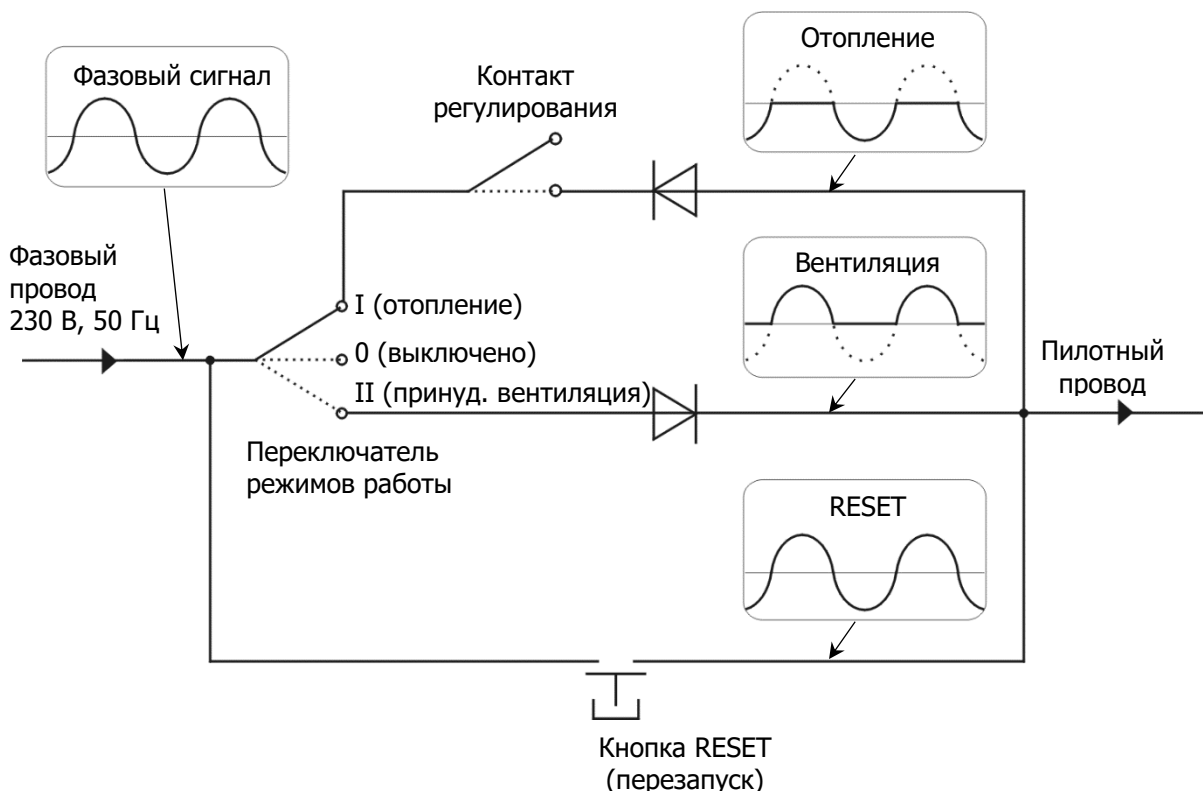 Фазовый сигнал
Контакт
регулирования
Отопление
Фазовый
провод
230 В, 50 Гц
I (отопление)
0 (выключено)
II (принуд. вентиляция)
Переключатель
режимов работы
Вентиляция
Пилотный
провод
RESET
Кнопка RESET
(перезапуск)